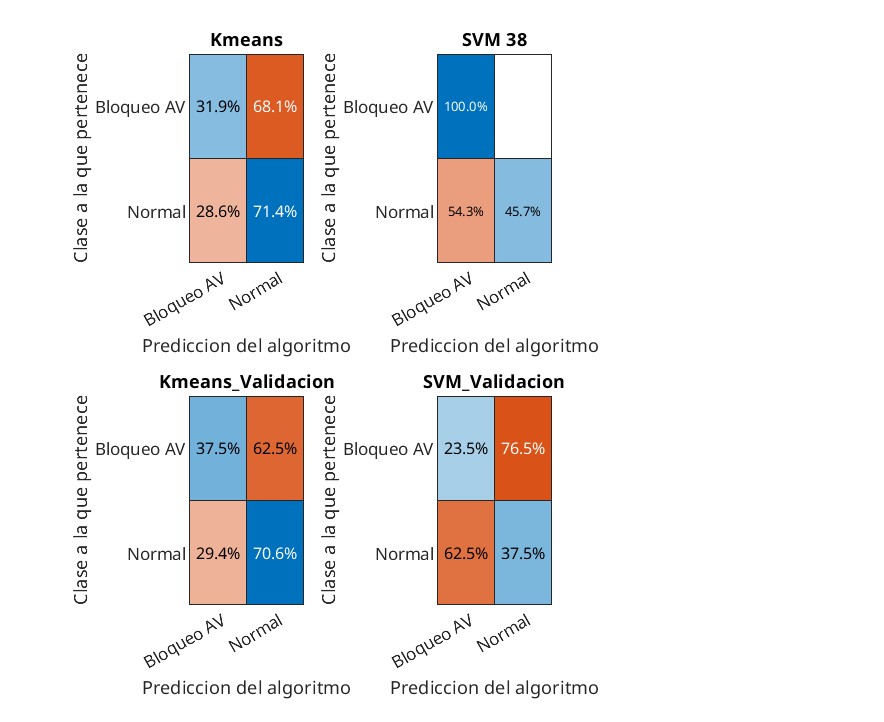 Kmeans
Clase a la que pertenece
Bloqueo AV
31.9%
68.1%
Normal
28.6%
71.4%
Bloqueo AV
Normal
Prediccion del algoritmo
SVM 38
Clase a la que pertenece
Bloqueo AV
100.0%
Normal
54.3%
45.7%
Bloqueo AV
Normal
Prediccion del algoritmo
Kmeans_Validacion
Clase a la que pertenece
Bloqueo AV
37.5%
62.5%
Normal
29.4%
70.6%
Bloqueo AV
Normal
Prediccion del algoritmo
SVM_Validacion
Clase a la que pertenece
Bloqueo AV
23.5%
76.5%
Normal
62.5%
37.5%
Bloqueo AV
Normal
Prediccion del algoritmo